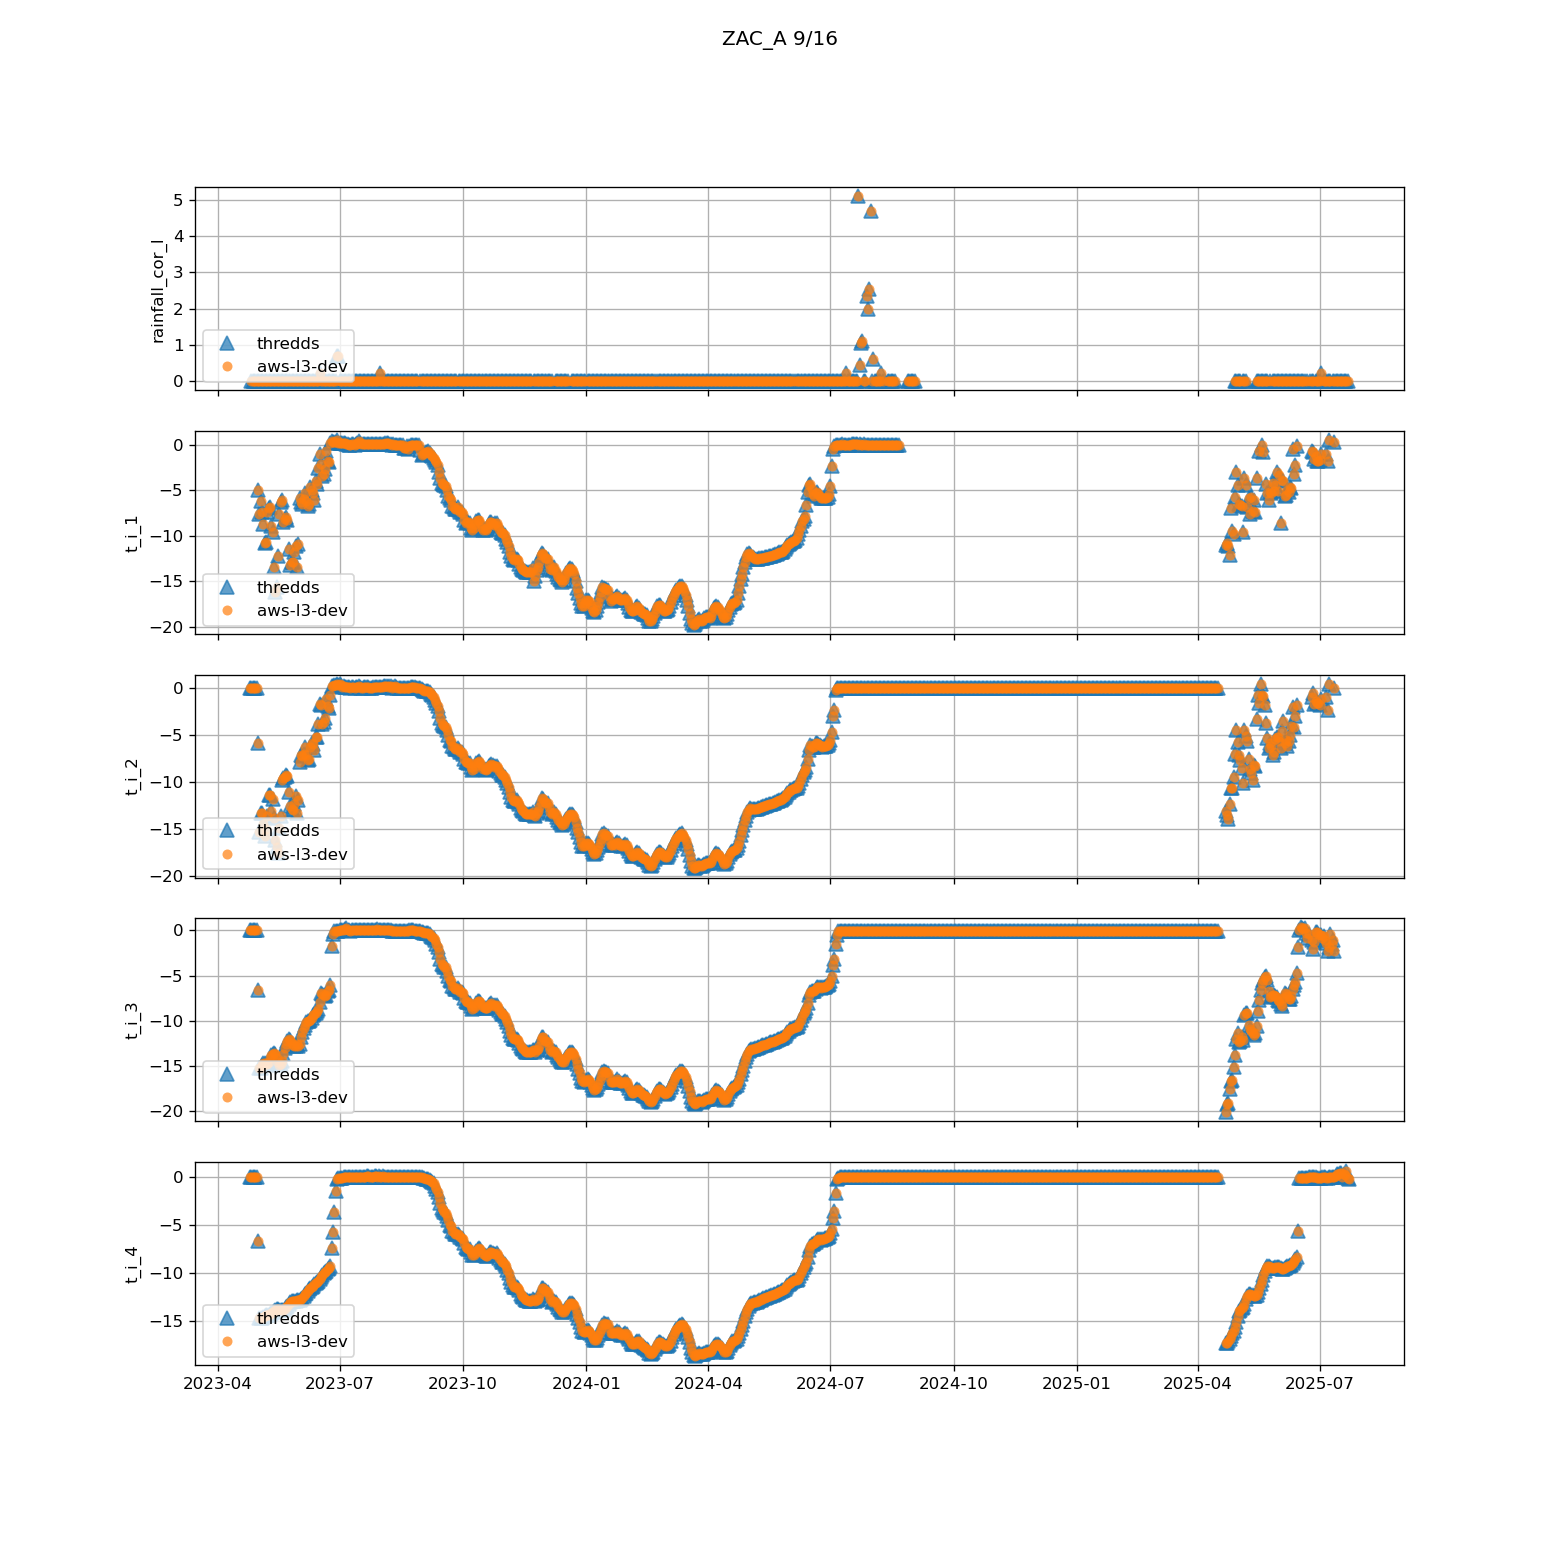 ZAC_A 9/16
rainfall_cor_l
5
4
3
2
1
0
thredds
aws-l3-dev
t_i_1
0
−5
−10
−15
−20
thredds
aws-l3-dev
t_i_2
0
−5
−10
−15
−20
thredds
aws-l3-dev
t_i_3
0
−5
−10
−15
−20
thredds
aws-l3-dev
t_i_4
0
−5
−10
−15
thredds
aws-l3-dev
2023-04 2023-07 2023-10 2024-01 2024-04 2024-07 2024-10 2025-01 2025-04 2025-07